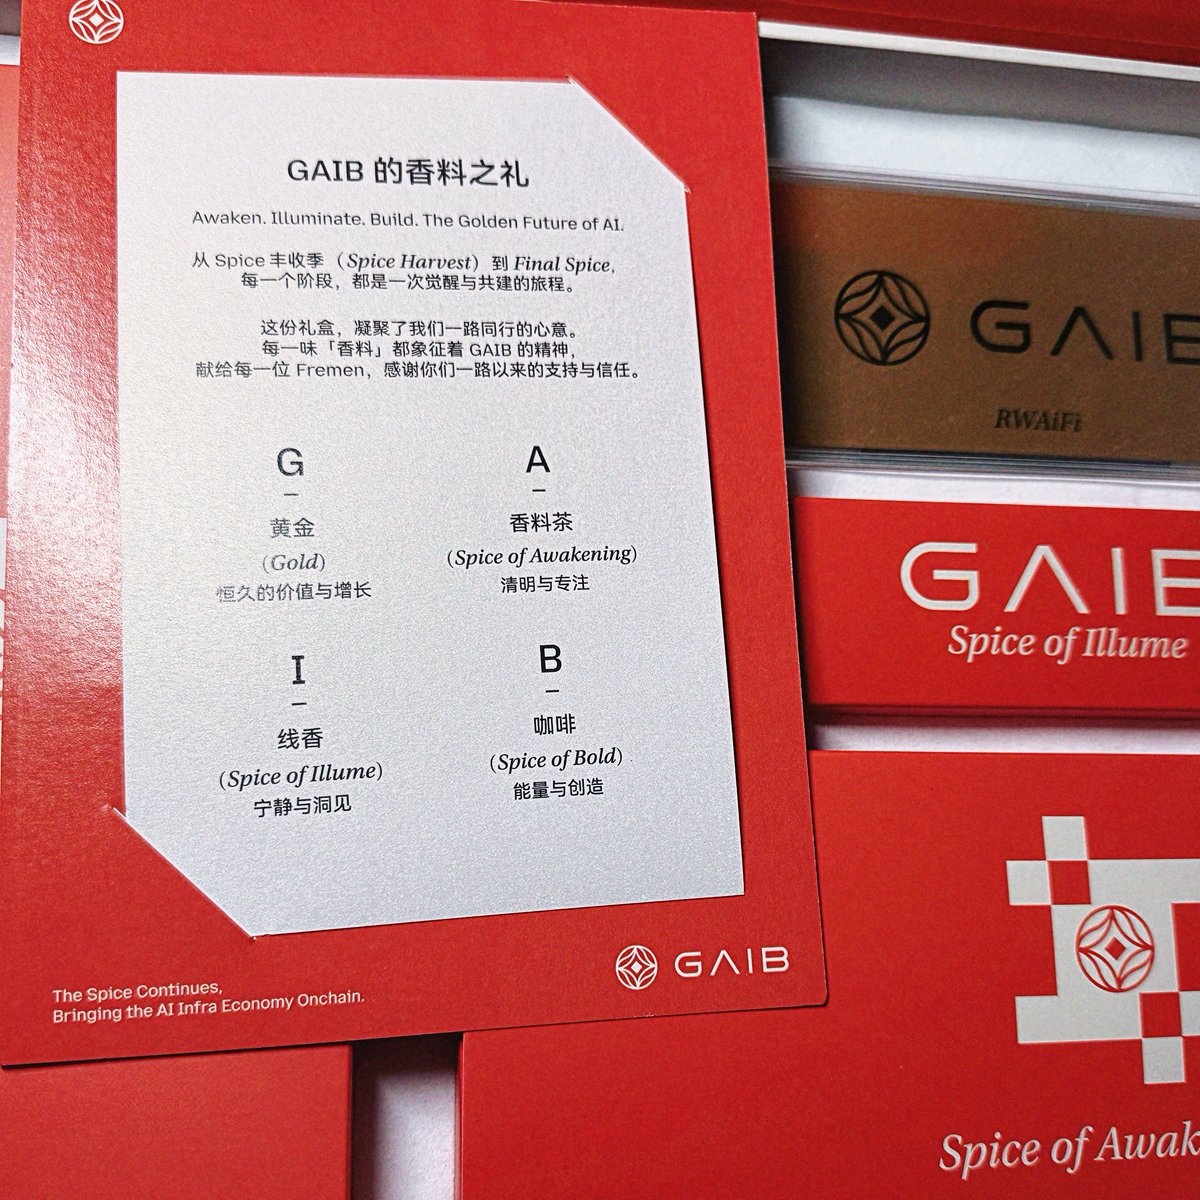 GAIB 的香料之礼
Awaken. Illuminate. Build. The Golden Future of AI.
从 Spice 丰收季（Spice Harvest）到 Final Spice，
每一个阶段，都是一次觉醒与共建的旅程。
这份礼盒，凝聚了我们一路同行的心意。
每一味「香料」都象征着 GAIB 的精神，
献给每一位 Fremen，感谢你们一路以来的支持与信任。
G
黄金
(Gold)
恒久的价值与增长
A
香料茶
(Spice of Awakening)
清明与专注
I
线香
(Spice of Illume)
宁静与洞见
B
咖啡
(Spice of Bold)
能量与创造
GAIB
The Spice Continues,
Bringing the AI Infra Economy Onchain.
GAIB
RWAiFi
GAIB
Spice of Illume
Spice of Awak